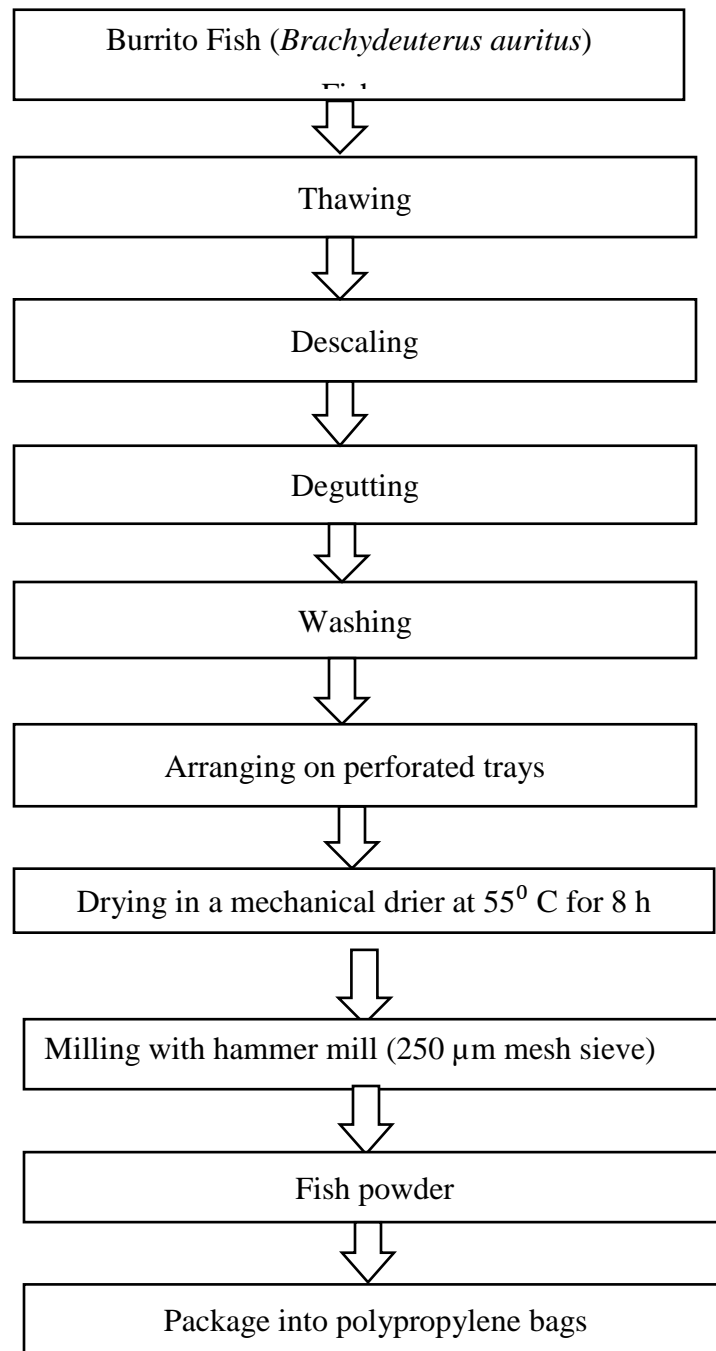 Burrito Fish (Brachydeuterus auritus)
Thawing
Descaling
Degutting
Washing
Arranging on perforated trays
Drying in a mechanical drier at 55⁰ C for 8 h
Milling with hammer mill (250 µm mesh sieve)
Fish powder
Package into polypropylene bags